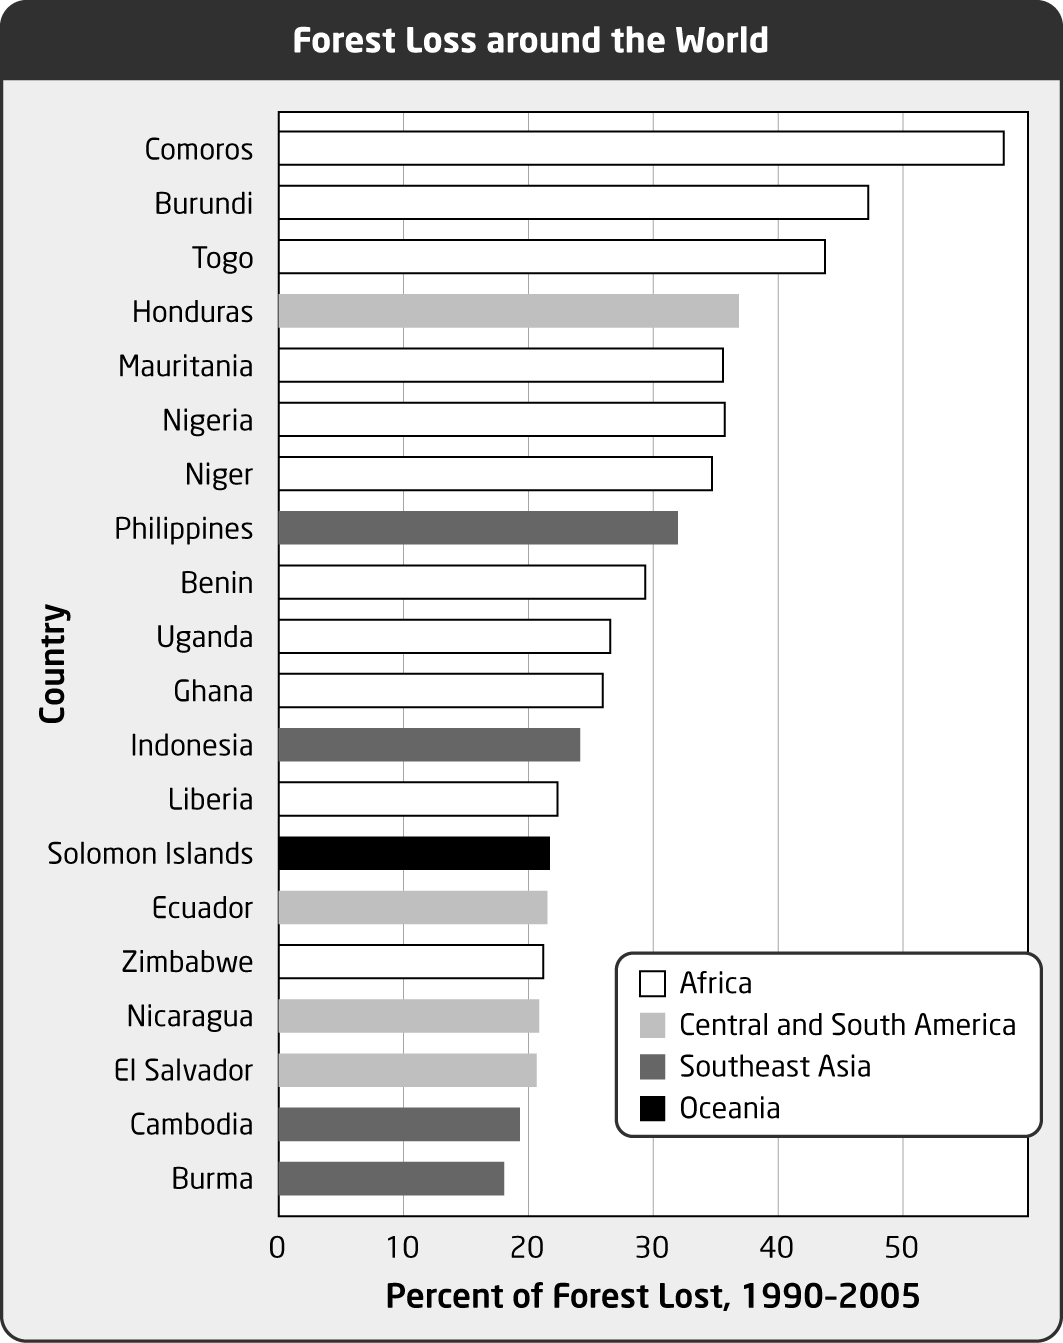 Forest Loss around the World
Comoros
Burundi
Togo
Honduras
Mauritania
Nigeria
Niger
Philippines
Benin
Uganda
Ghana
Indonesia
Liberia
Solomon Islands
Ecuador
Zimbabwe
Nicaragua
El Salvador
Cambodia
Burma
Country
Africa
Central and South America
Southeast Asia
Oceania
0 10 20 30 40 50
Percent of Forest Lost, 1990–2005